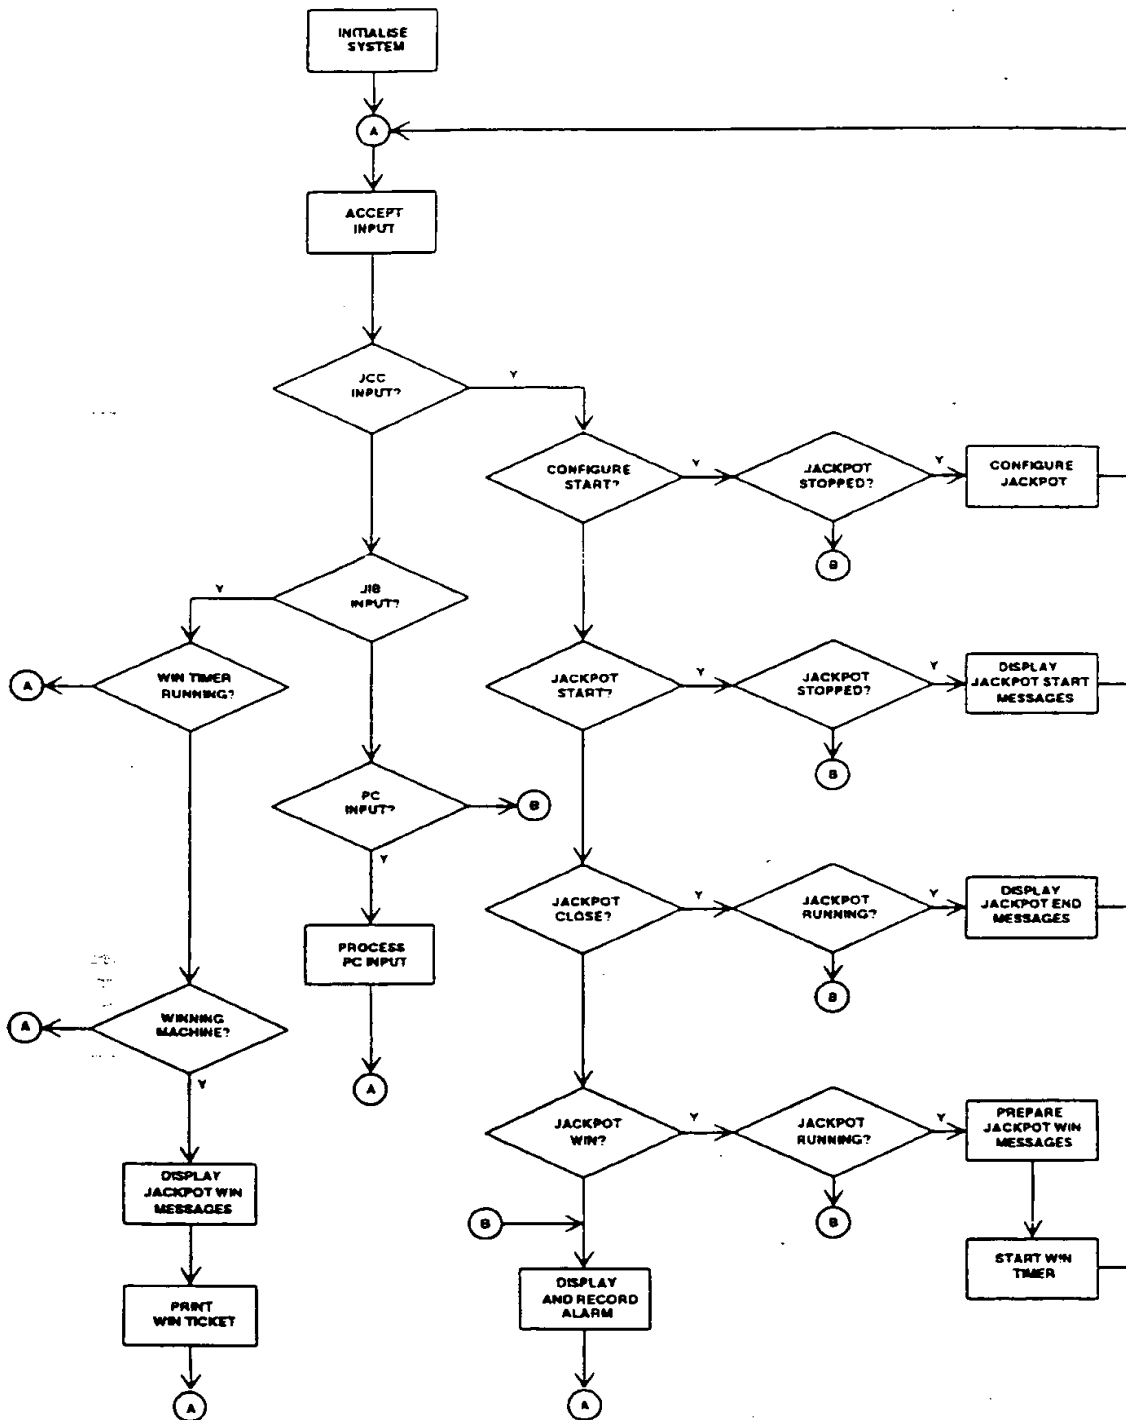 INITIALISE
SYSTEM
A
ACCEPT
INPUT
JCC
INPUT?
Y
CONFIGURE
START?
Y
JACKPOT
STOPPED?
Y
CONFIGURE
JACKPOT
B
Y
JIB
INPUT?
A
WIN TIMER
RUNNING?
JACKPOT
START?
Y
JACKPOT
STOPPED?
Y
DISPLAY
JACKPOT START
MESSAGES
B
PC
INPUT?
B
Y
JACKPOT
CLOSE?
Y
JACKPOT
RUNNING?
Y
DISPLAY
JACKPOT END
MESSAGES
B
PROCESS
PC INPUT
A
A
WINNING
MACHINE?
Y
JACKPOT
WIN?
Y
JACKPOT
RUNNING?
Y
PREPARE
JACKPOT WIN
MESSAGES
B
DISPLAY
JACKPOT WIN
MESSAGES
B
START WIN
TIMER
DISPLAY
AND RECORD
ALARM
PRINT
WIN TICKET
A
A